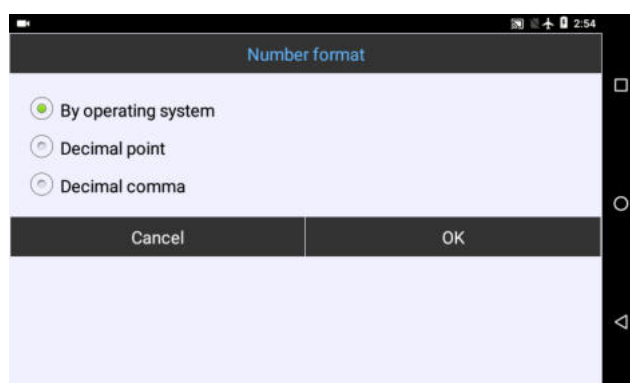 2:54
Number format
By operating system
Decimal point
Decimal comma
Cancel OK